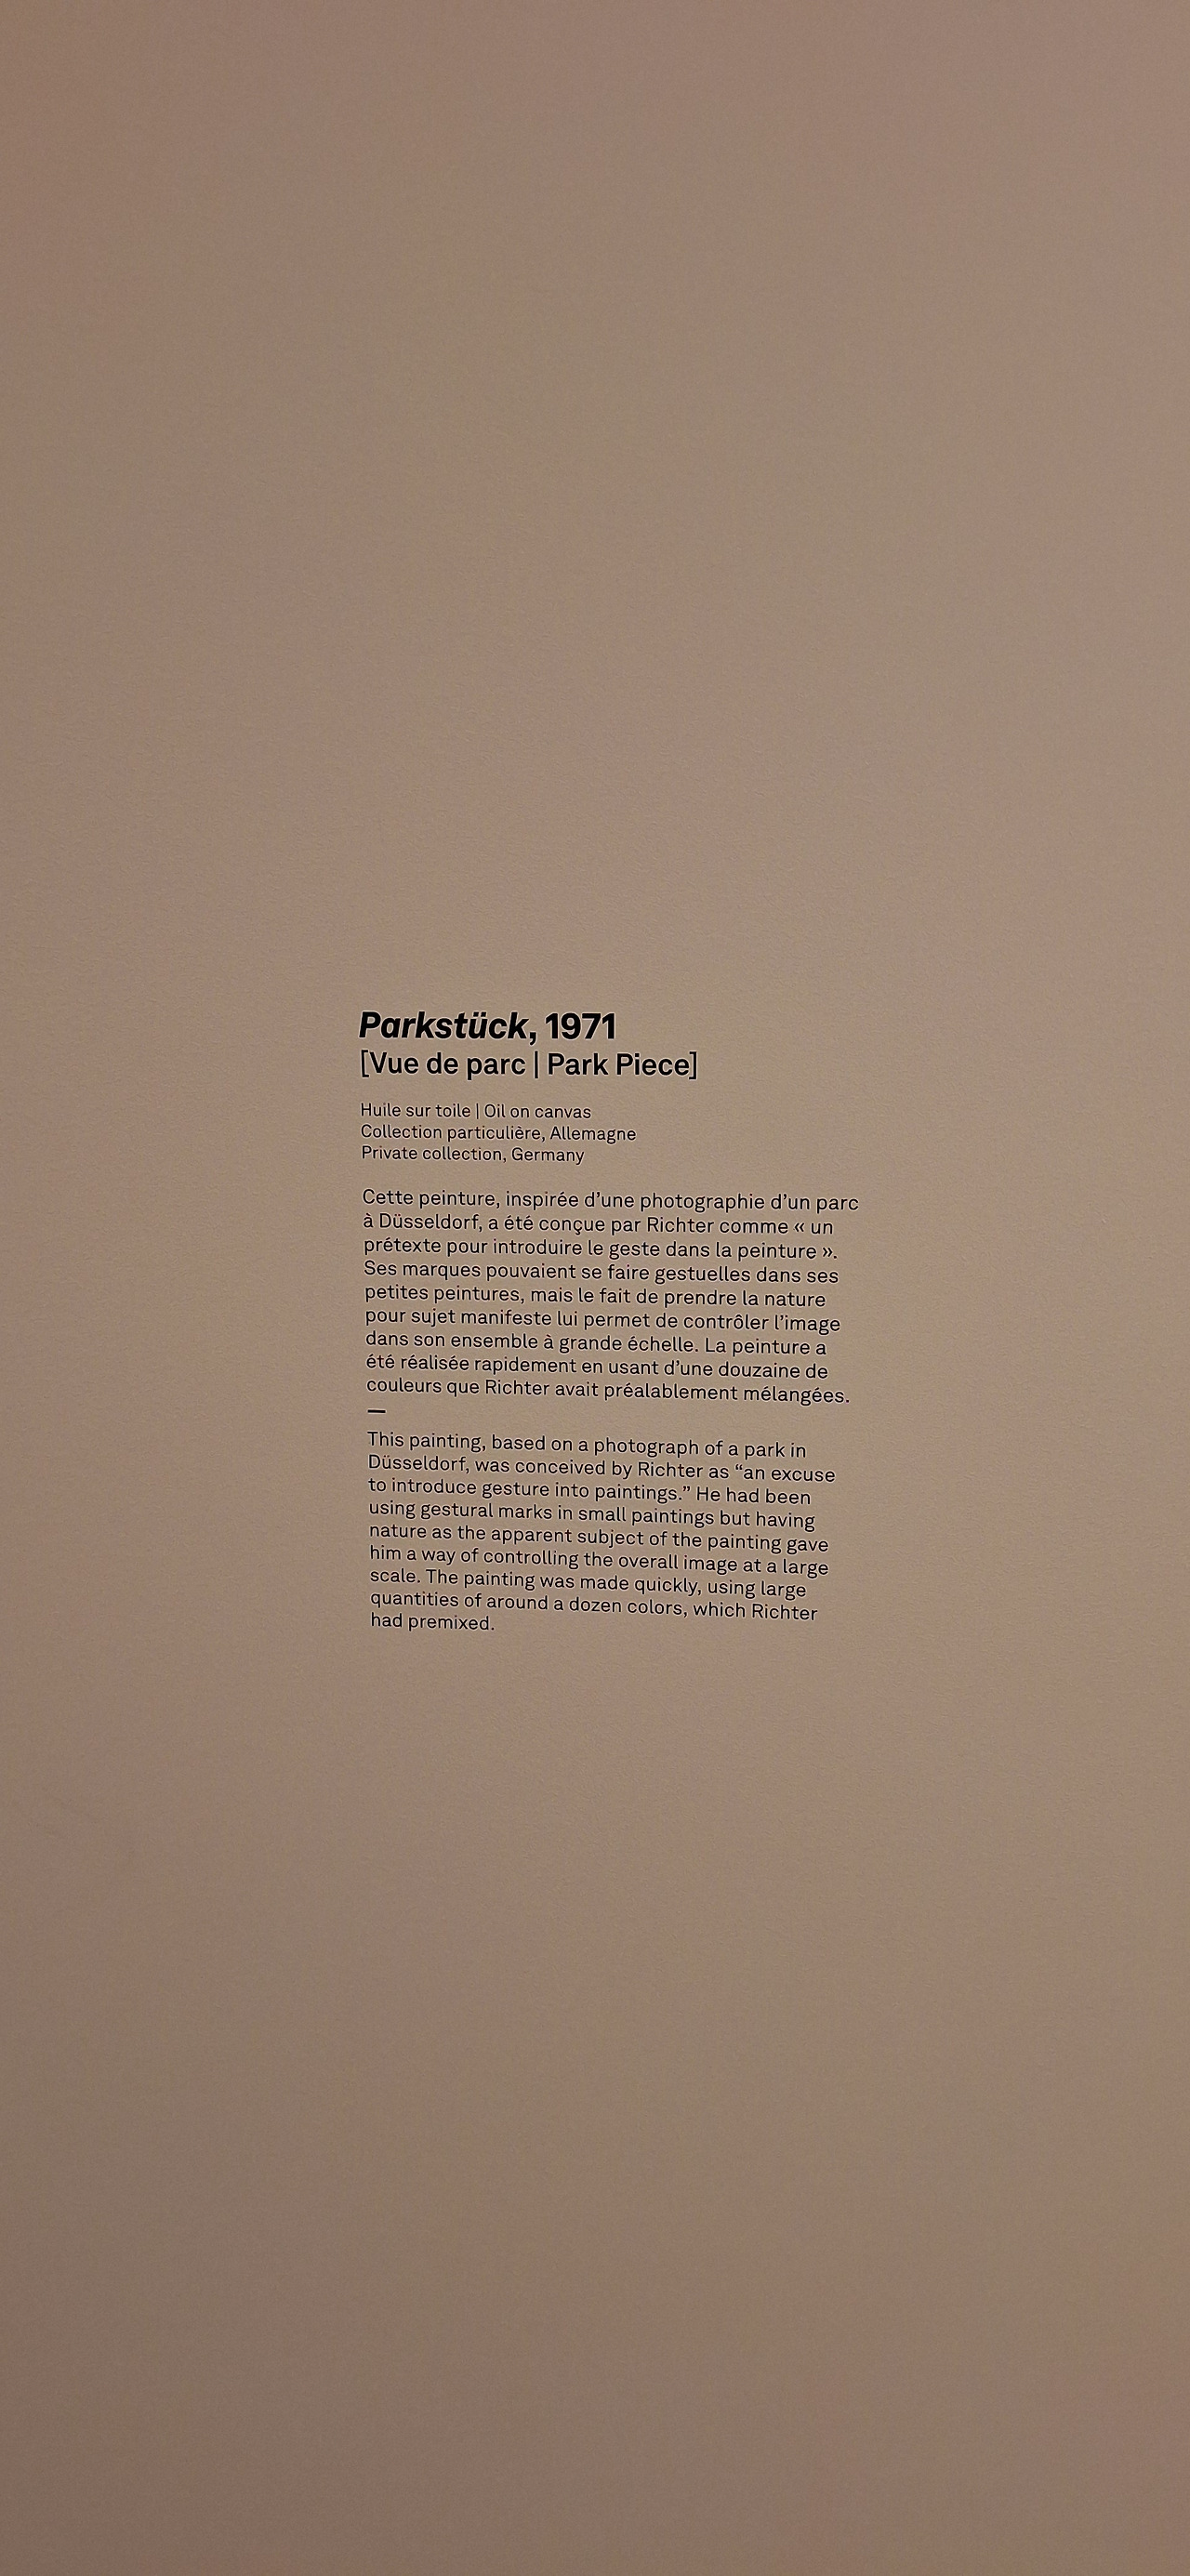 Parkstück, 1971
[Vue de parc | Park Piece]
Huile sur toile | Oil on canvas
Collection particulière, Allemagne
Private collection, Germany
Cette peinture, inspirée d’une photographie d’un parc
à Düsseldorf, a été conçue par Richter comme « un
prétexte pour introduire le geste dans la peinture ».
Ses marques pouvaient se faire gestuelles dans ses
petites peintures, mais le fait de prendre la nature
pour sujet manifeste lui permet de contrôler l’image
dans son ensemble à grande échelle. La peinture a
été réalisée rapidement en usant d’une douzaine de
couleurs que Richter avait préalablement mélangées.
—
This painting, based on a photograph of a park in
Düsseldorf, was conceived by Richter as “an excuse
to introduce gesture into paintings.” He had been
using gestural marks in small paintings but having
nature as the apparent subject of the painting gave
him a way of controlling the overall image at a large
scale. The painting was made quickly, using large
quantities of around a dozen colors, which Richter
had premixed.